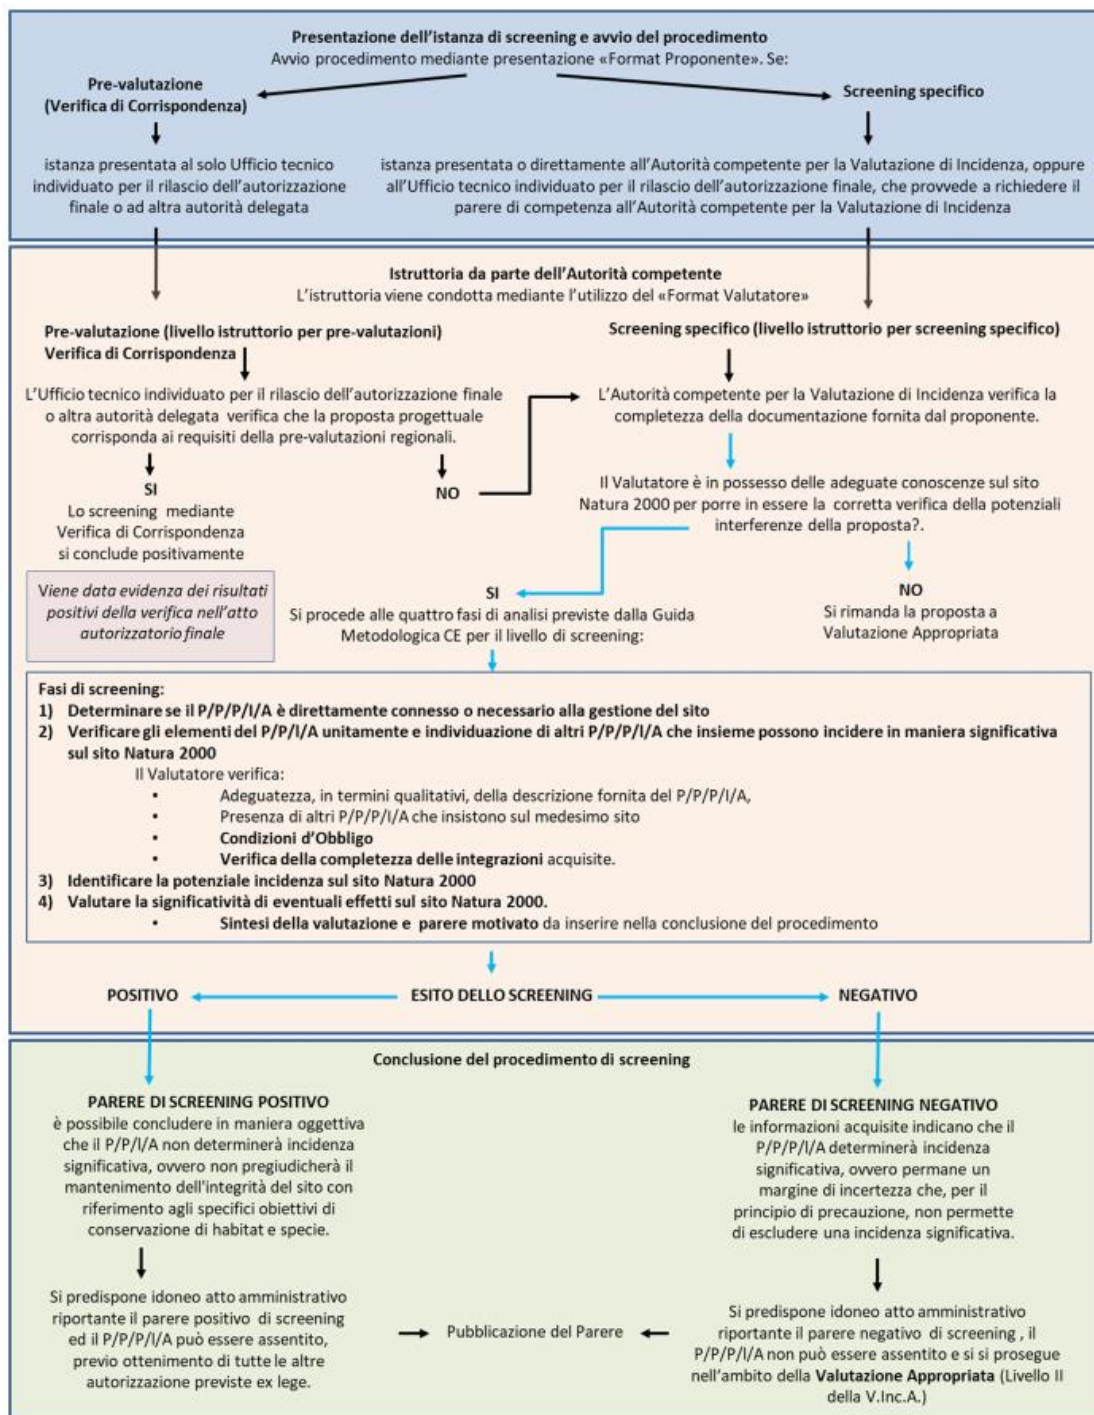 Presentazione dell'istanza di screening e avvio del procedimento
Avvio procedimento mediante presentazione «Format Proponente». Se:
Pre-valutazione
(Verifica di Corrispondenza)
Screening specifico
istanza presentata al solo Ufficio tecnico
individuato per il rilascio dell'autorizzazione
finale o ad altra autorità delegata
istanza presentata o direttamente all'Autorità competente per la Valutazione di Incidenza, oppure
all'Ufficio tecnico individuato per il rilascio dell'autorizzazione finale, che provvede a richiedere il
parere di competenza all'Autorità competente per la Valutazione di Incidenza
Istruttoria da parte dell'Autorità competente
L'istruttoria viene condotta mediante l'utilizzo del «Format Valutatore»
Pre-valutazione (livello istruttorio per pre-valutazioni)
Verifica di Corrispondenza
Screening specifico (livello istruttorio per screening specifico)
L'Ufficio tecnico individuato per il rilascio dell'autorizzazione finale
o altra autorità delegata verifica che la proposta progettuale
corrisponda ai requisiti della pre-valutazioni regionali.
L'Autorità competente per la Valutazione di Incidenza verifica la
completezza della documentazione fornita dal proponente.
SI
NO
Lo screening mediante
Verifica di Corrispondenza
si conclude positivamente
Il Valutatore è in possesso delle adeguate conoscenze sul sito
Natura 2000 per porre in essere la corretta verifica della potenziali
interferenze della proposta?.
Viene data evidenza dei risultati
positivi della verifica nell'atto
autorizzatorio finale
SI
Si procede alle quattro fasi di analisi previste dalla Guida
Metodologica CE per il livello di screening:
NO
Si rimanda la proposta a
Valutazione Appropriata
Fasi di screening:
1) Determinare se il P/P/P/I/A è direttamente connesso o necessario alla gestione del sito
2) Verificare gli elementi del P/P/I/A unitamente e individuazione di altri P/P/P/I/A che insieme possono incidere in maniera significativa
sul sito Natura 2000
Il Valutatore verifica:
• Adeguatezza, in termini qualitativi, della descrizione fornita del P/P/P/I/A,
• Presenza di altri P/P/P/I/A che insistono sul medesimo sito
• Condizioni d'Obbligo
• Verifica della completezza delle integrazioni acquisite.
3) Identificare la potenziale incidenza sul sito Natura 2000
4) Valutare la significatività di eventuali effetti sul sito Natura 2000.
• Sintesi della valutazione e parere motivato da inserire nella conclusione del procedimento
POSITIVO
ESITO DELLO SCREENING
NEGATIVO
Conclusione del procedimento di screening
PARERE DI SCREENING POSITIVO
è possibile concludere in maniera oggettiva
che il P/P/I/A non determinerà incidenza
significativa, ovvero non pregiudicherà il
mantenimento dell'integrità del sito con
riferimento agli specifici obiettivi di
conservazione di habitat e specie.
PARERE DI SCREENING NEGATIVO
le informazioni acquisite indicano che il
P/P/P/I/A determinerà incidenza
significativa, ovvero permane un
margine di incertezza che, per il
principio di precauzione, non permette
di escludere una incidenza significativa.
Si predispone idoneo atto amministrativo
riportante il parere positivo di screening
ed il P/P/P/I/A può essere assentito,
previo ottenimento di tutte le altre
autorizzazione previste ex lege.
Pubblicazione del Parere
Si predispone idoneo atto amministrativo
riportante il parere negativo di screening , il
P/P/P/I/A non può essere assentito e si si prosegue
nell'ambito della Valutazione Appropriata (Livello II
della V.Inc.A.)